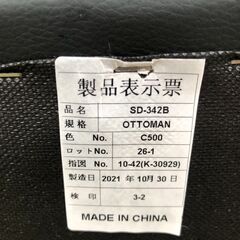 製品表示票
品名 SD-342B
規格 OTTOMAN
色 No. C500
ロットNo. 26-1
指図 No. 10-42(K-30929)
製造日 2021 年 10月 30日
検印 3-2
MADE IN CHINA